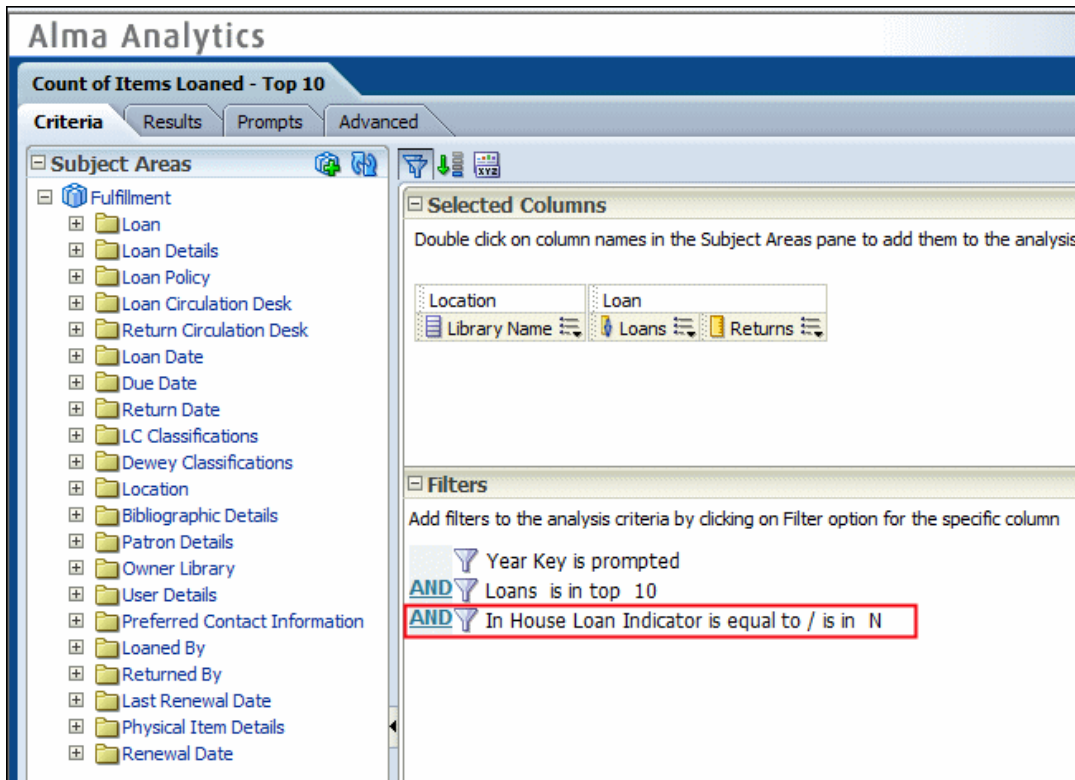 Alma Analytics
Count of Items Loaned - Top 10
Criteria Results Prompts Advanced
Subject Areas
Fulfillment
Loan
Loan Details
Loan Policy
Loan Circulation Desk
Return Circulation Desk
Loan Date
Due Date
Return Date
LC Classifications
Dewey Classifications
Location
Bibliographic Details
Patron Details
Owner Library
User Details
Preferred Contact Information
Loaned By
Returned By
Last Renewal Date
Physical Item Details
Renewal Date
XYZ
Selected Columns
Double click on column names in the Subject Areas pane to add them to the analysis
Location Loan
Library Name Loans Returns
Filters
Add filters to the analysis criteria by clicking on Filter option for the specific column
Year Key is prompted
AND Loans is in top 10
AND In House Loan Indicator is equal to / is in N